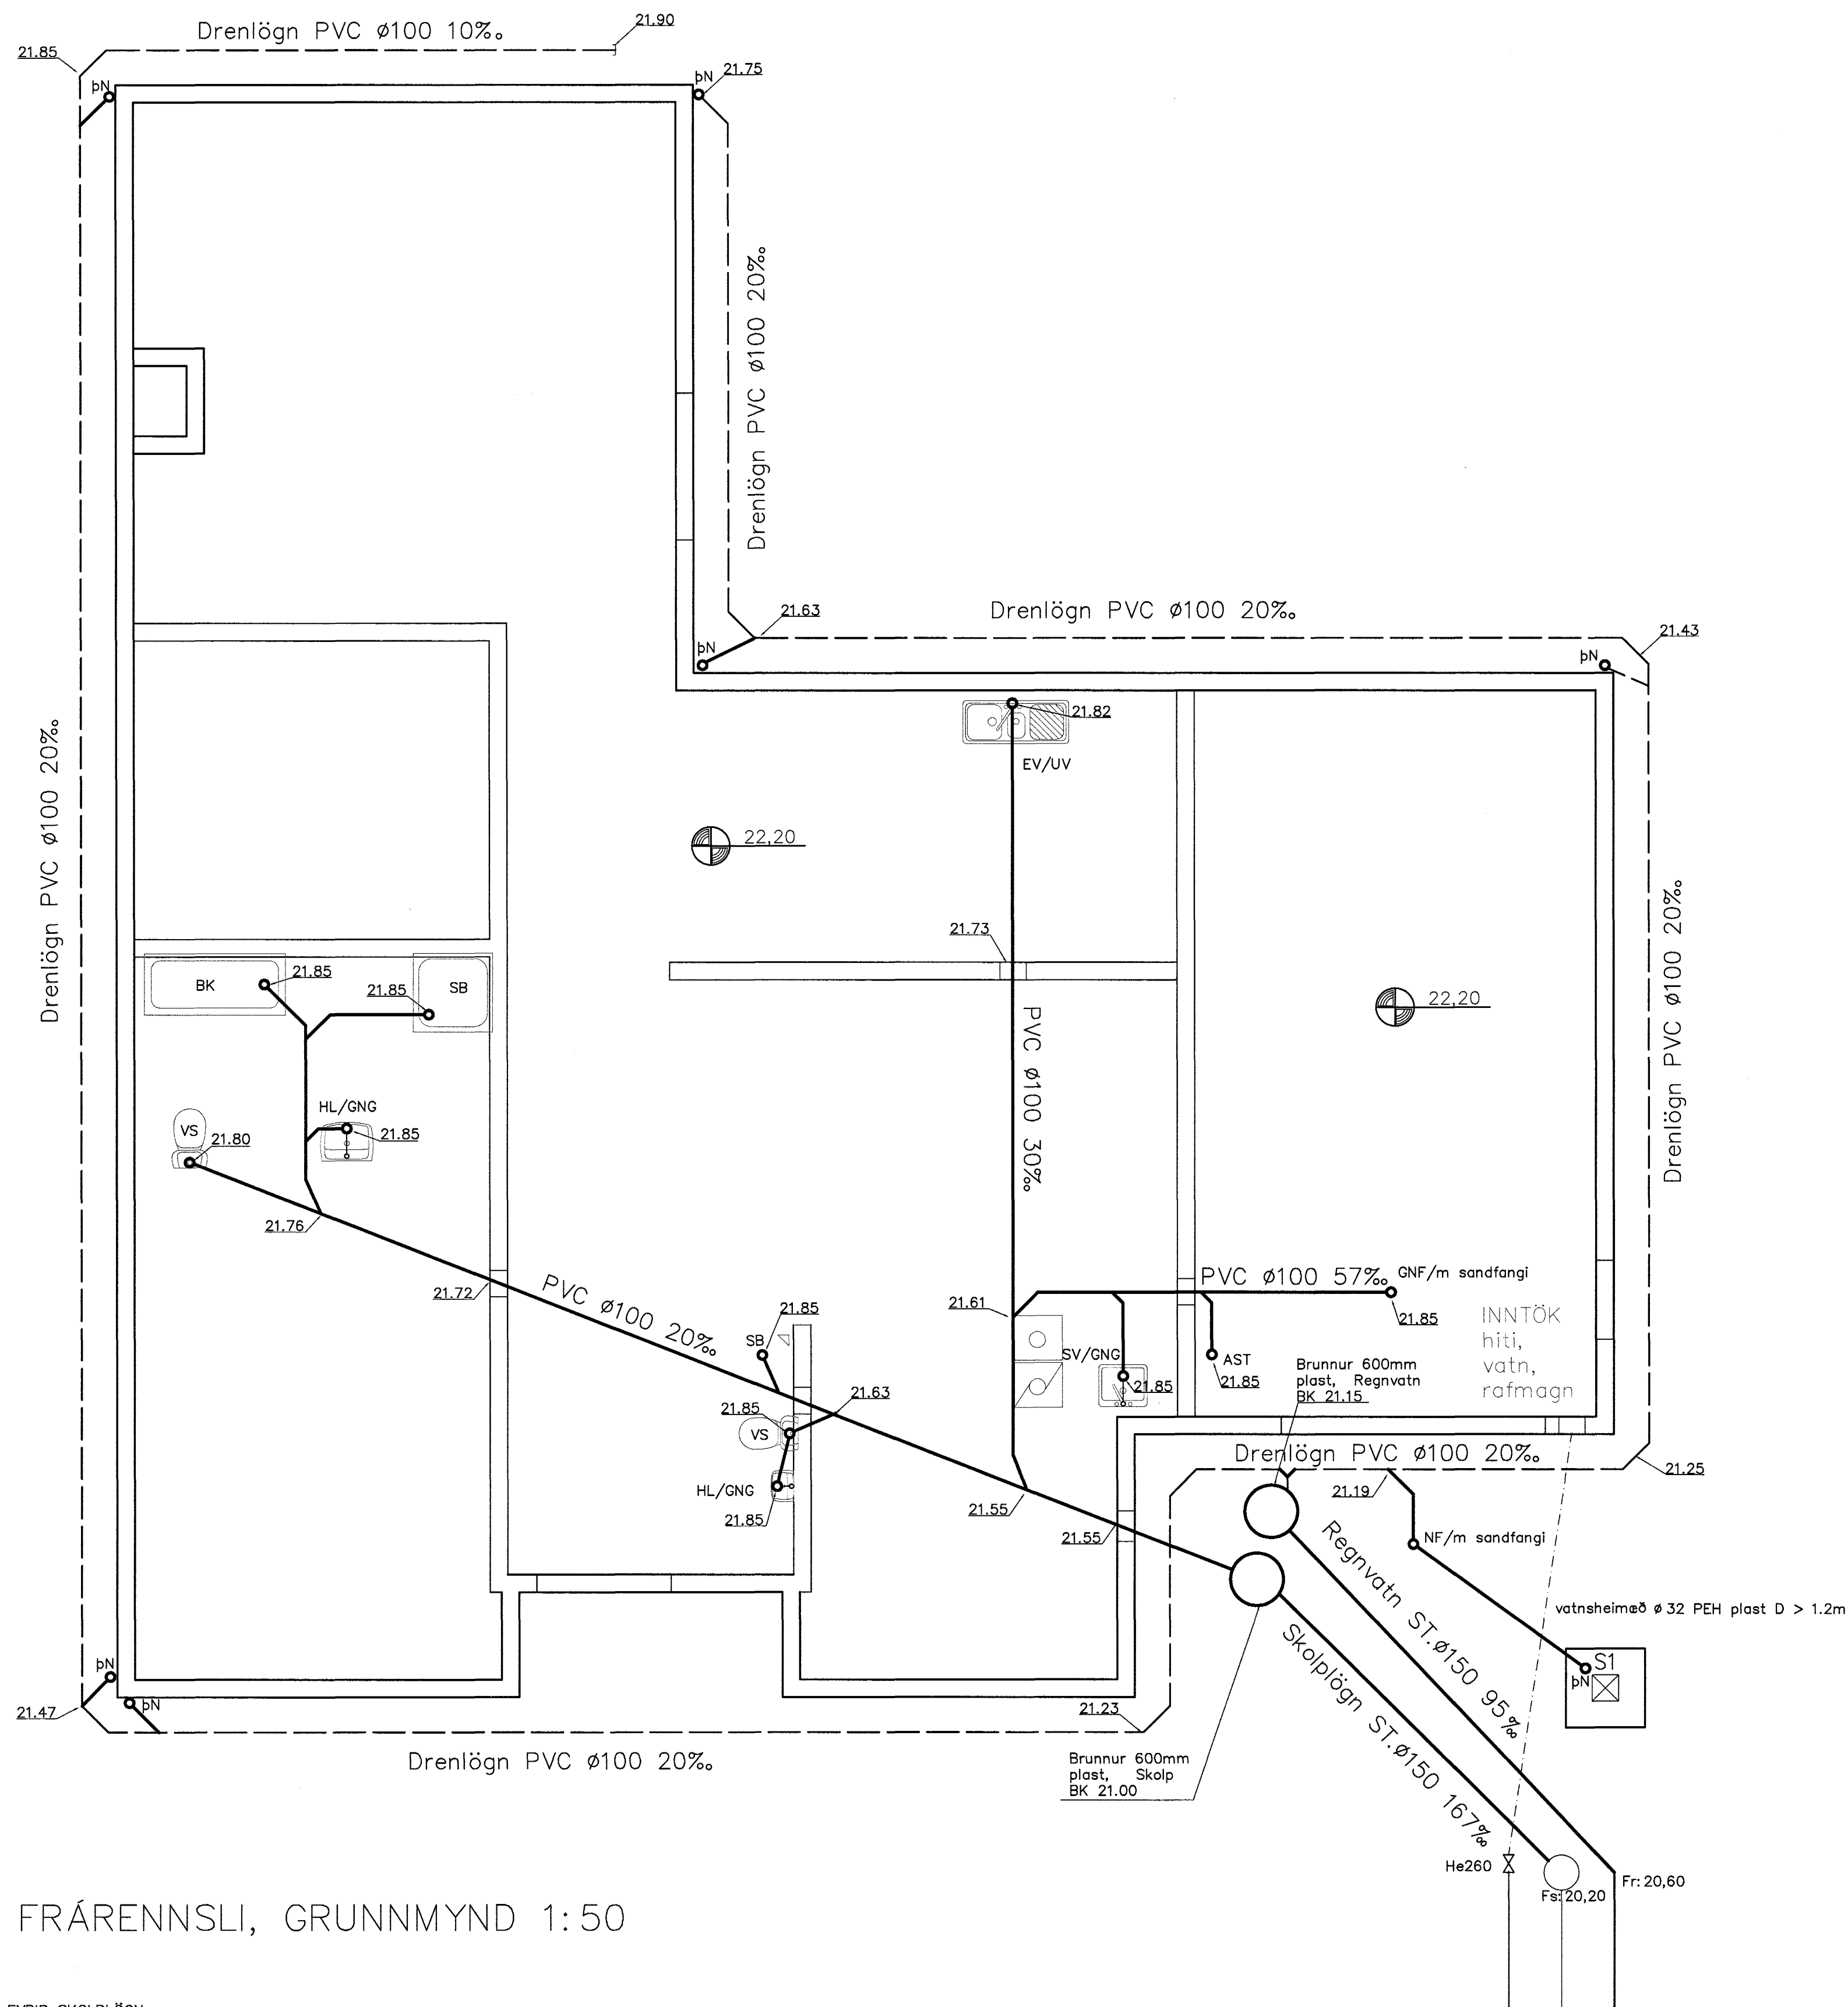 Drenlögn PVC ø100 10‰
21.90
21.85
þN
þN
21.75
Drenlögn PVC ø100 20‰
21.63
Drenlögn PVC ø100 20‰
21.43
þN
þN
21.82
EV/UV
Drenlögn PVC ø100 20‰
22,20
21.73
22,20
Drenlögn PVC ø100 20‰
BK
21.85
21.85
SB
PVC ø100 30‰
HL/GNG
VS
21.80
21.85
21.76
21.72
PVC ø100 20‰
21.85
SB
21.61
PVC ø100 57‰
GNF/m sandfangi
21.85
INNTÖK
hiti,
vatn,
rafmagn
SV/GNG
21.85
AST
21.85
Brunnur 600mm
plast, Regnvatn
BK 21.15
21.63
21.85
VS
HL/GNG
21.85
21.55
21.55
Drenlögn PVC ø100 20‰
21.25
21.19
NF/m sandfangi
Regnvatn ST.ø150 95‰
vatnsheimæð ø 32 PEH plast D > 1.2m
Skolplögn ST.ø150 167‰
S1
þN
þN
21.47
þN
21.23
Drenlögn PVC ø100 20‰
Brunnur 600mm
plast, Skolp
BK 21.00
He260
Fs: 20,20
Fr: 20,60
FRÁRENNSLI, GRUNNMYND 1:50